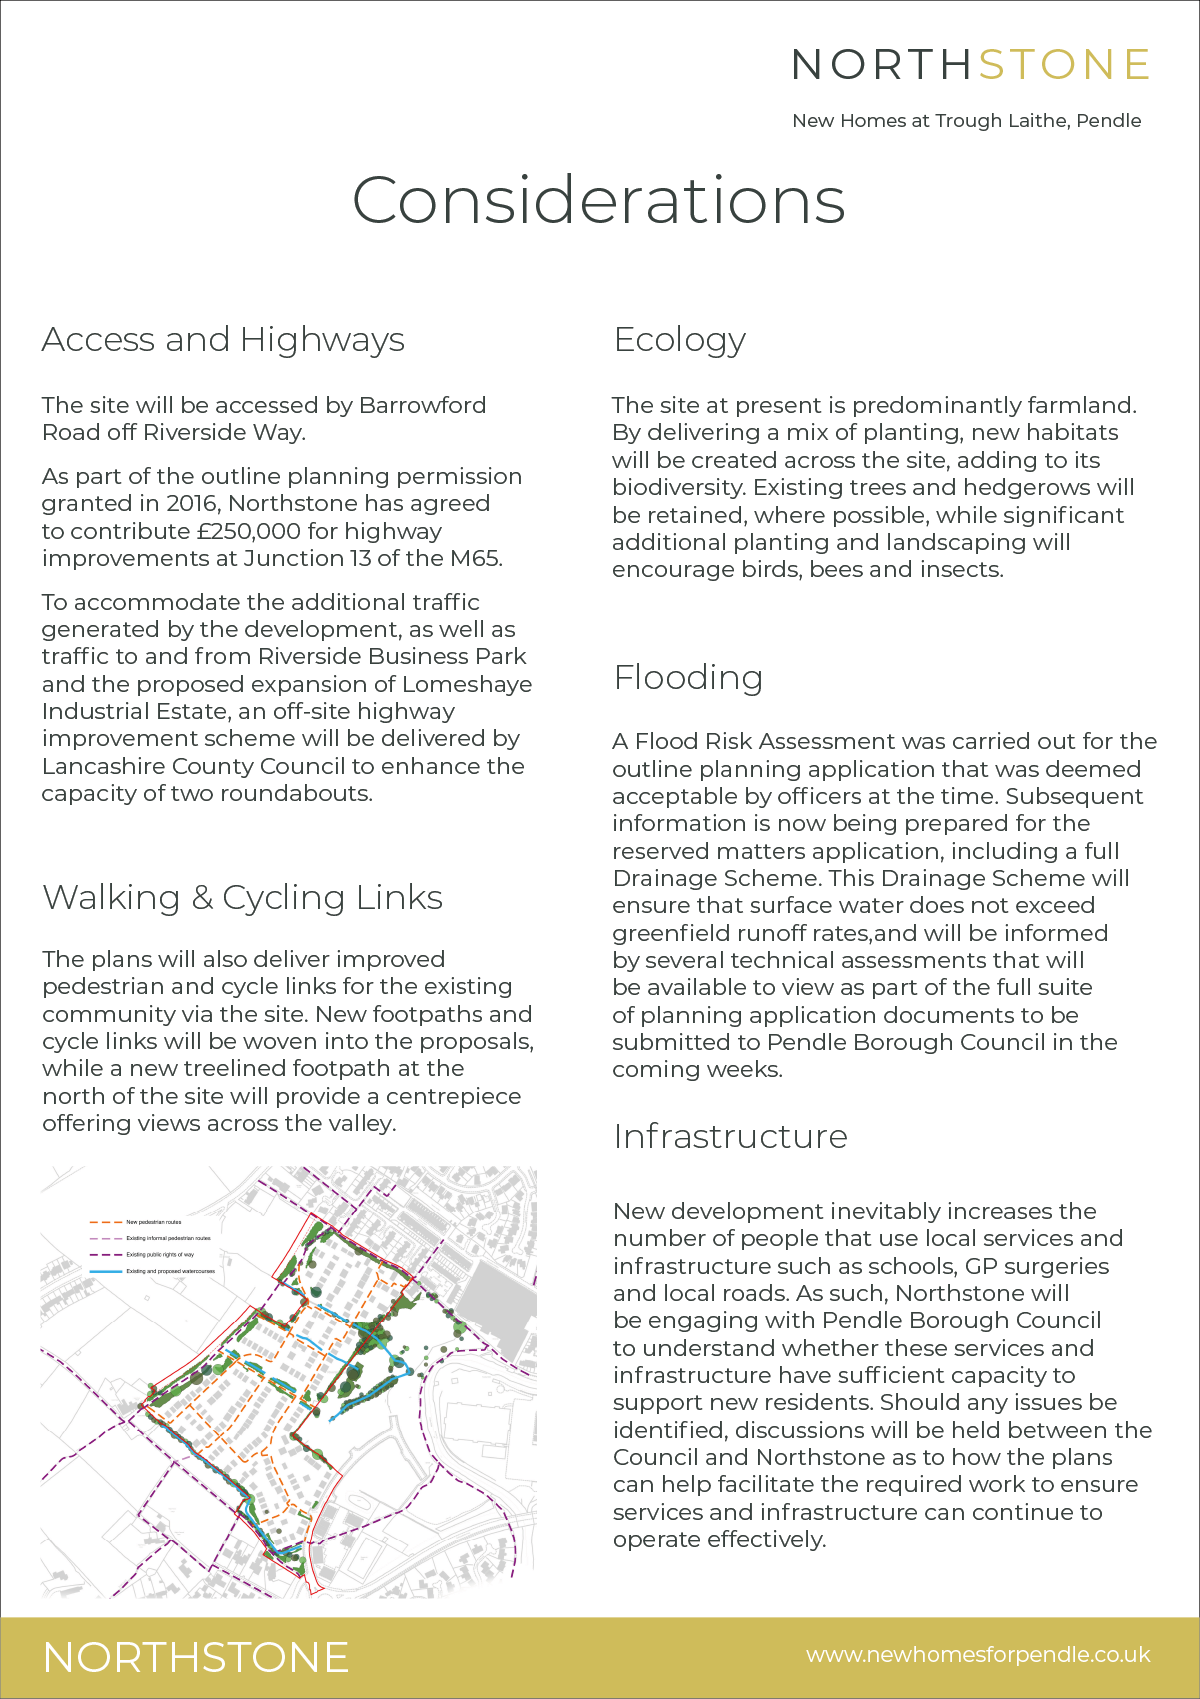 NORTHSTONE
New Homes at Trough Laithe, Pendle
Considerations
Access and Highways
The site will be accessed by Barrowford
Road off Riverside Way.
As part of the outline planning permission
granted in 2016, Northstone has agreed
to contribute £250,000 for highway
improvements at Junction 13 of the M65.
To accommodate the additional traffic
generated by the development, as well as
traffic to and from Riverside Business Park
and the proposed expansion of Lomeshaye
Industrial Estate, an off-site highway
improvement scheme will be delivered by
Lancashire County Council to enhance the
capacity of two roundabouts.
Walking & Cycling Links
The plans will also deliver improved
pedestrian and cycle links for the existing
community via the site. New footpaths and
cycle links will be woven into the proposals,
while a new treelined footpath at the
north of the site will provide a centrepiece
offering views across the valley.
New pedestrian routes
Existing informal pedestrian routes
Existing public rights of way
Existing and proposed watercourses
Ecology
The site at present is predominantly farmland.
By delivering a mix of planting, new habitats
will be created across the site, adding to its
biodiversity. Existing trees and hedgerows will
be retained, where possible, while significant
additional planting and landscaping will
encourage birds, bees and insects.
Flooding
A Flood Risk Assessment was carried out for the
outline planning application that was deemed
acceptable by officers at the time. Subsequent
information is now being prepared for the
reserved matters application, including a full
Drainage Scheme. This Drainage Scheme will
ensure that surface water does not exceed
greenfield runoff rates,and will be informed
by several technical assessments that will
be available to view as part of the full suite
of planning application documents to be
submitted to Pendle Borough Council in the
coming weeks.
Infrastructure
New development inevitably increases the
number of people that use local services and
infrastructure such as schools, GP surgeries
and local roads. As such, Northstone will
be engaging with Pendle Borough Council
to understand whether these services and
infrastructure have sufficient capacity to
support new residents. Should any issues be
identified, discussions will be held between the
Council and Northstone as to how the plans
can help facilitate the required work to ensure
services and infrastructure can continue to
operate effectively.
NORTHSTONE
www.newhomesforpendle.co.uk